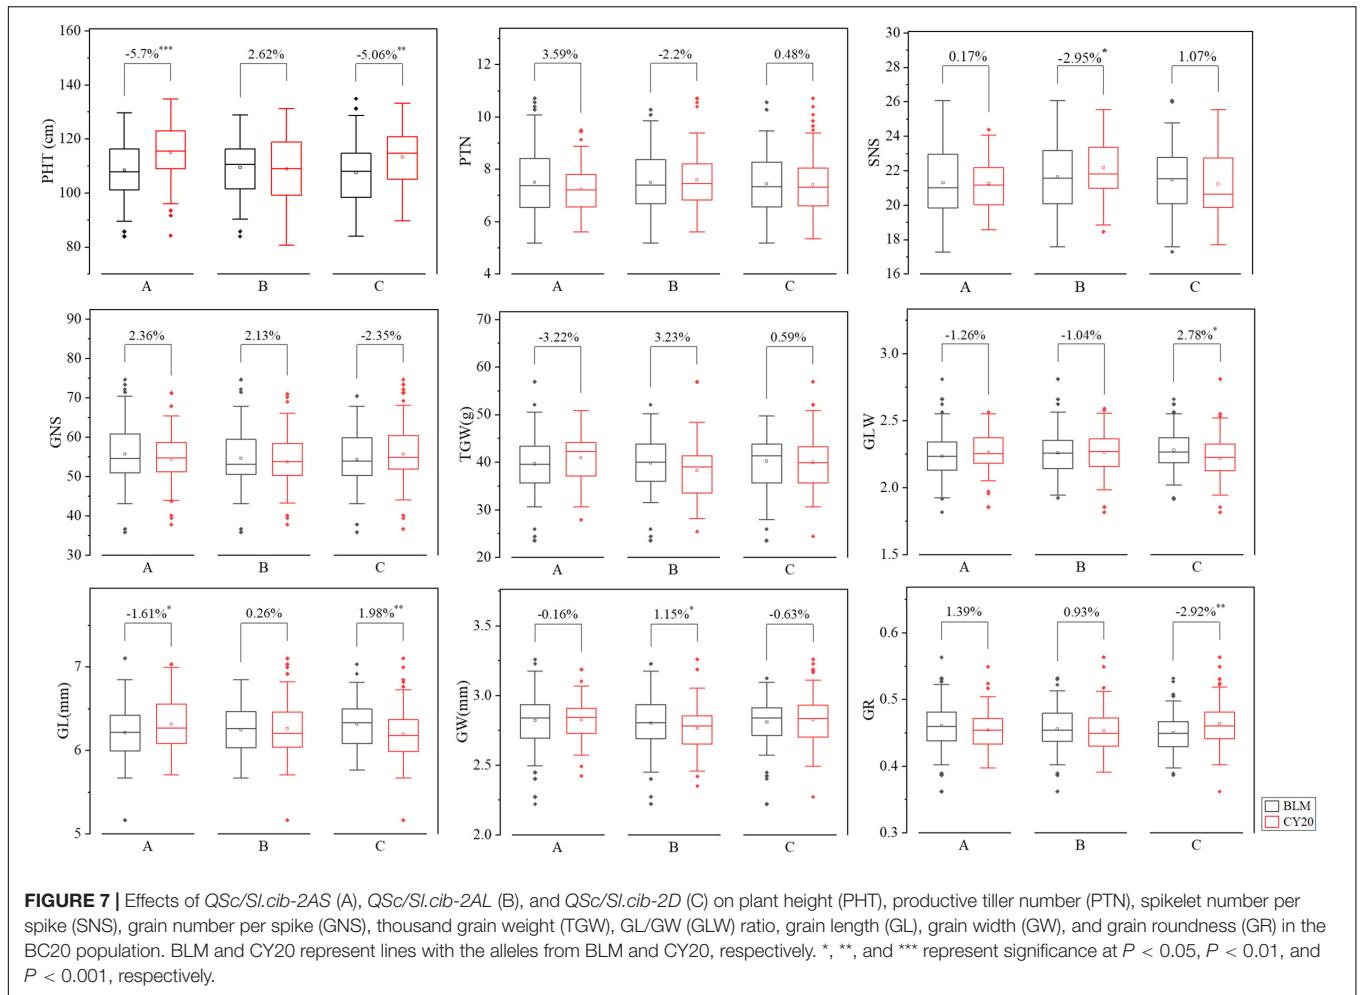 160
140
120
100
80
PHT (cm)
-5.7%***
2.62%
-5.06%**
A
B
C
12
10
8
6
4
PTN
3.59%
-2.2%
0.48%
A
B
C
30
28
26
24
22
20
18
16
SNS
0.17%
-2.95%*
1.07%
A
B
C
90
80
70
60
50
40
30
GNS
2.36%
2.13%
-2.35%
A
B
C
70
60
50
40
30
20
TGW(g)
-3.22%
3.23%
0.59%
A
B
C
3.0
2.5
2.0
1.5
GLW
-1.26%
-1.04%
2.78%*
A
B
C
7
6
5
GL(mm)
-1.61%*
0.26%
1.98%**
A
B
C
3.5
3.0
2.5
2.0
GW(mm)
-0.16%
1.15%*
-0.63%
A
B
C
0.6
0.5
0.4
0.3
GR
1.39%
0.93%
-2.92%**
A
B
C
BLM
CY20
FIGURE 7 | Effects of QSc/Sl.cib-2AS (A), QSc/Sl.cib-2AL (B), and QSc/Sl.cib-2D (C) on plant height (PHT), productive tiller number (PTN), spikelet number per
spike (SNS), grain number per spike (GNS), thousand grain weight (TGW), GL/GW (GLW) ratio, grain length (GL), grain width (GW), and grain roundness (GR) in the
BC20 population. BLM and CY20 represent lines with the alleles from BLM and CY20, respectively. *, **, and *** represent significance at P < 0.05, P < 0.01, and
P < 0.001, respectively.